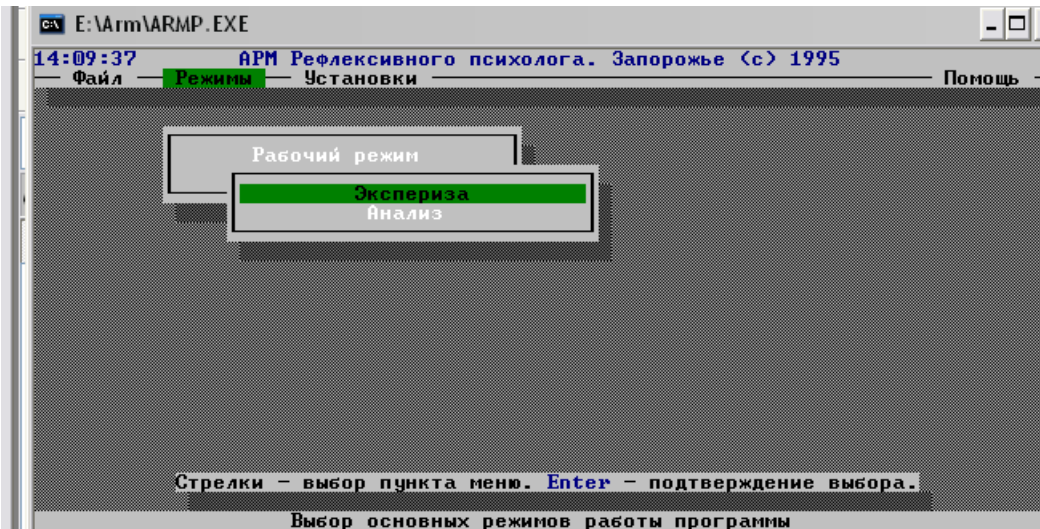 E:\Arm\ARMP.EXE
14:09:37 АРМ Рефлексивного психолога. Запорожье (c) 1995
Файл Режимы Установки Помощь
Рабочий режим
Экспериза
Анализ
Стрелки - выбор пункта меню. Enter - подтверждение выбора.
Выбор основных режимов работы программы